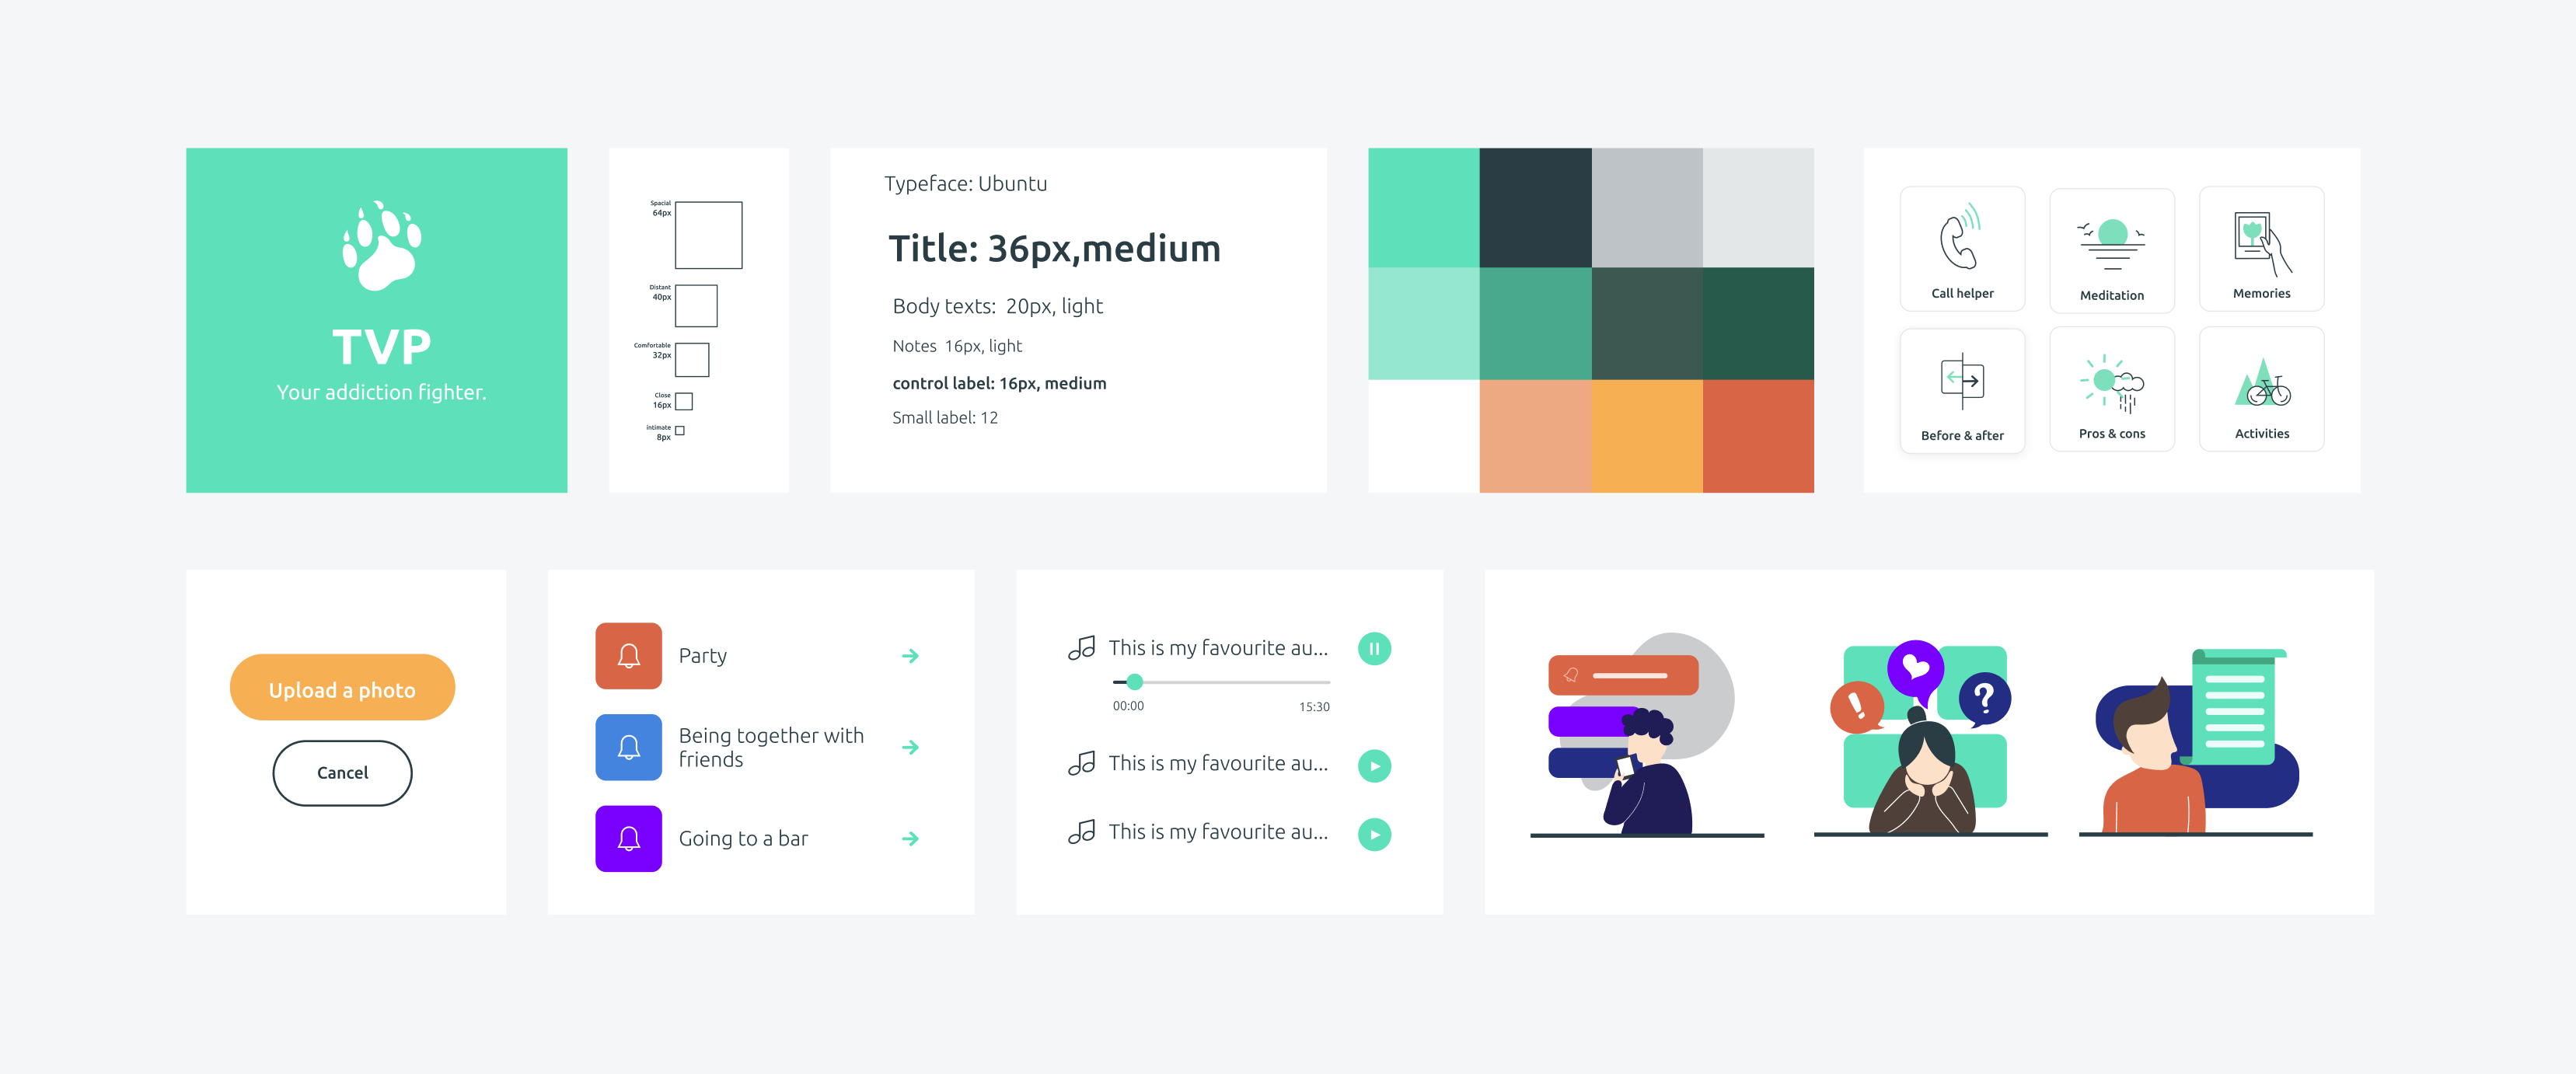 TVP
Your addiction fighter.
Spacial
64px
Distant
40px
Comfortable
32px
Close
16px
intimate
8px
Typeface: Ubuntu
Title: 36px,medium
Body texts: 20px, light
Notes 16px, light
control label: 16px, medium
Small label: 12
Call helper
Meditation
Memories
Before & after
Pros & cons
Activities
Upload a photo
Cancel
Party
Being together with
friends
Going to a bar
This is my favourite au...
00:00
15:30
This is my favourite au...
This is my favourite au...
!
?